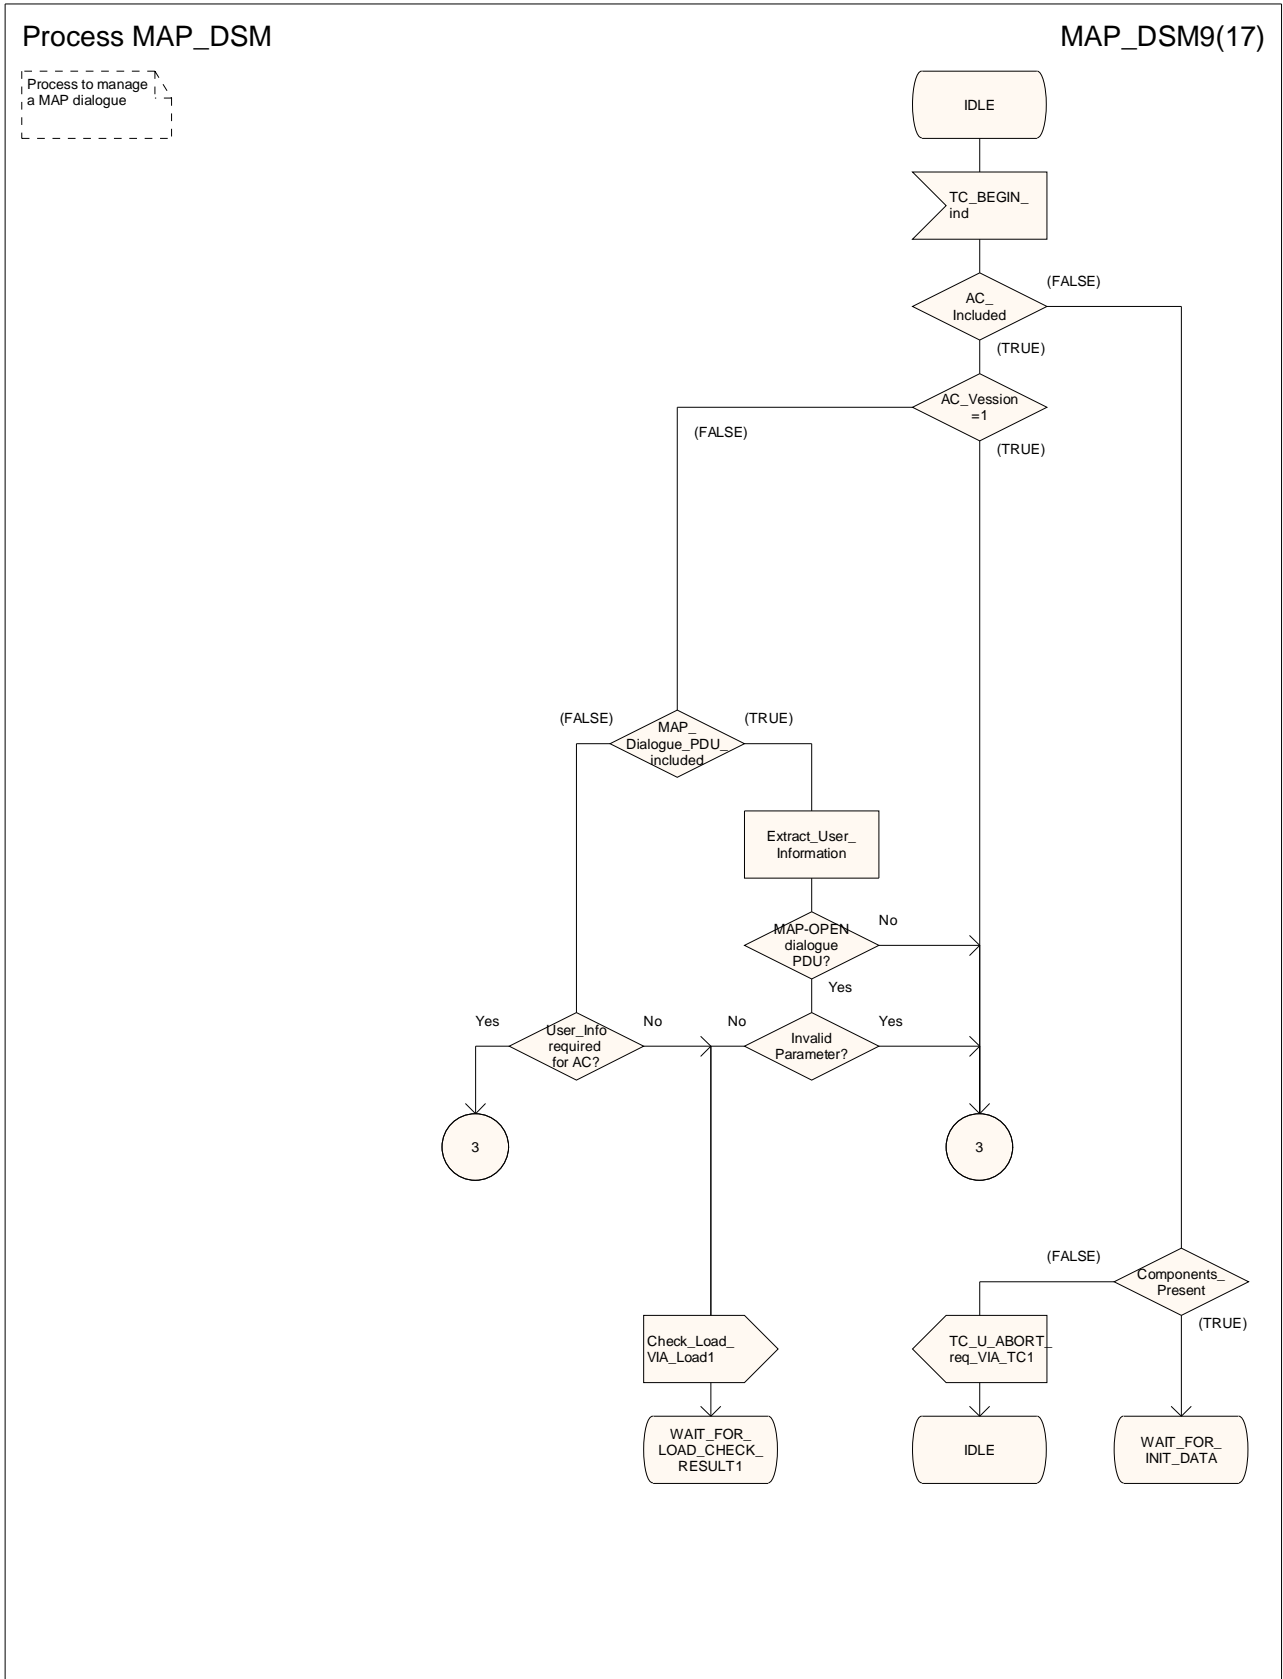 Process MAP_DSM
MAP_DSM9(17)
Process to manage
a MAP dialogue
IDLE
TC_BEGIN_
ind
AC_
Included
(FALSE)
(TRUE)
AC_Vession
=1
(FALSE)
(TRUE)
(FALSE)
MAP_
Dialogue_PDU_
included
(TRUE)
Extract_User_
Information
MAP-OPEN
dialogue
PDU?
No
Yes
Yes
User_Info
required
for AC?
No
No
Invalid
Parameter?
Yes
3
3
(FALSE)
Components_
Present
(TRUE)
Check_Load_
VIA_Load1
TC_U_ABORT_
req_VIA_TC1
WAIT_FOR_
LOAD_CHECK_
RESULT1
IDLE
WAIT_FOR_
INIT_DATA